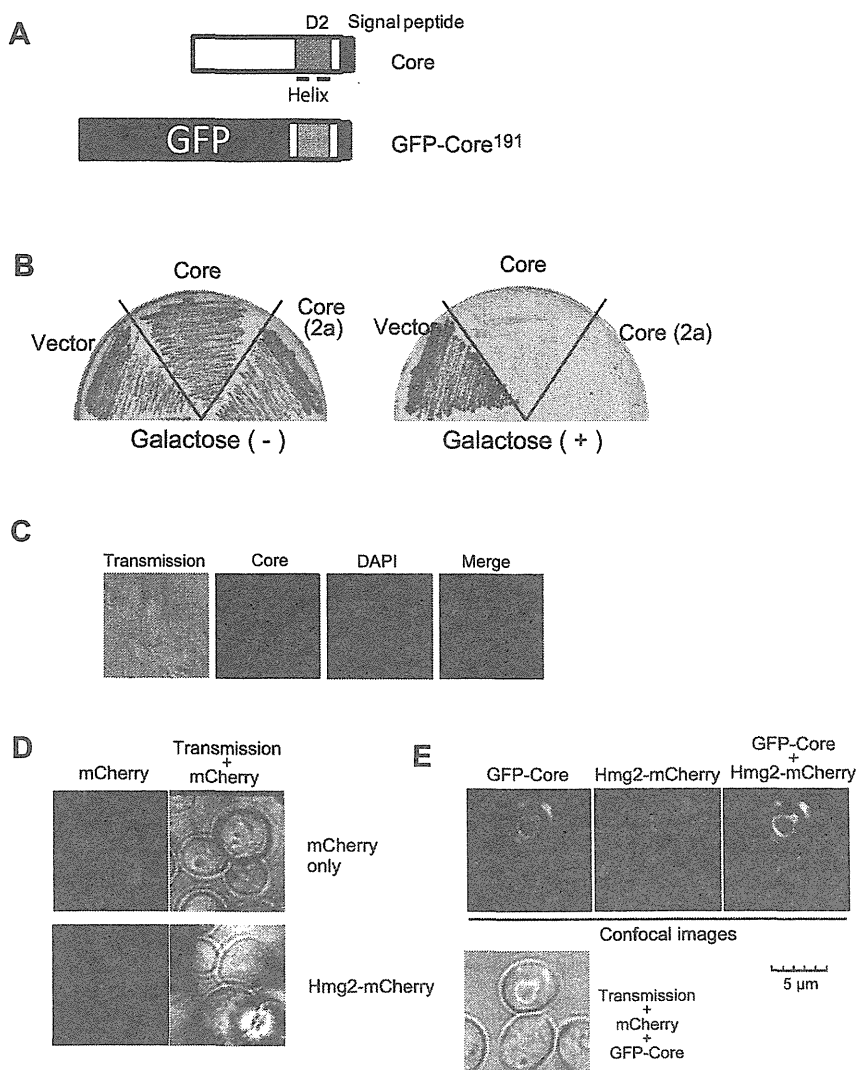 A
D2 Signal peptide
Core
Helix
GFP
GFP-Core191
B
Core
Vector
Core
(2a)
Galactose ( - )
Core
Vector
Core (2a)
Galactose ( + )
C
Transmission
Core
DAPI
Merge
D
mCherry
Transmission
+
mCherry
mCherry
only
Hmg2-mCherry
E
GFP-Core
Hmg2-mCherry
GFP-Core
+
Hmg2-mCherry
Confocal images
5 µm
Transmission
+
mCherry
+
GFP-Core